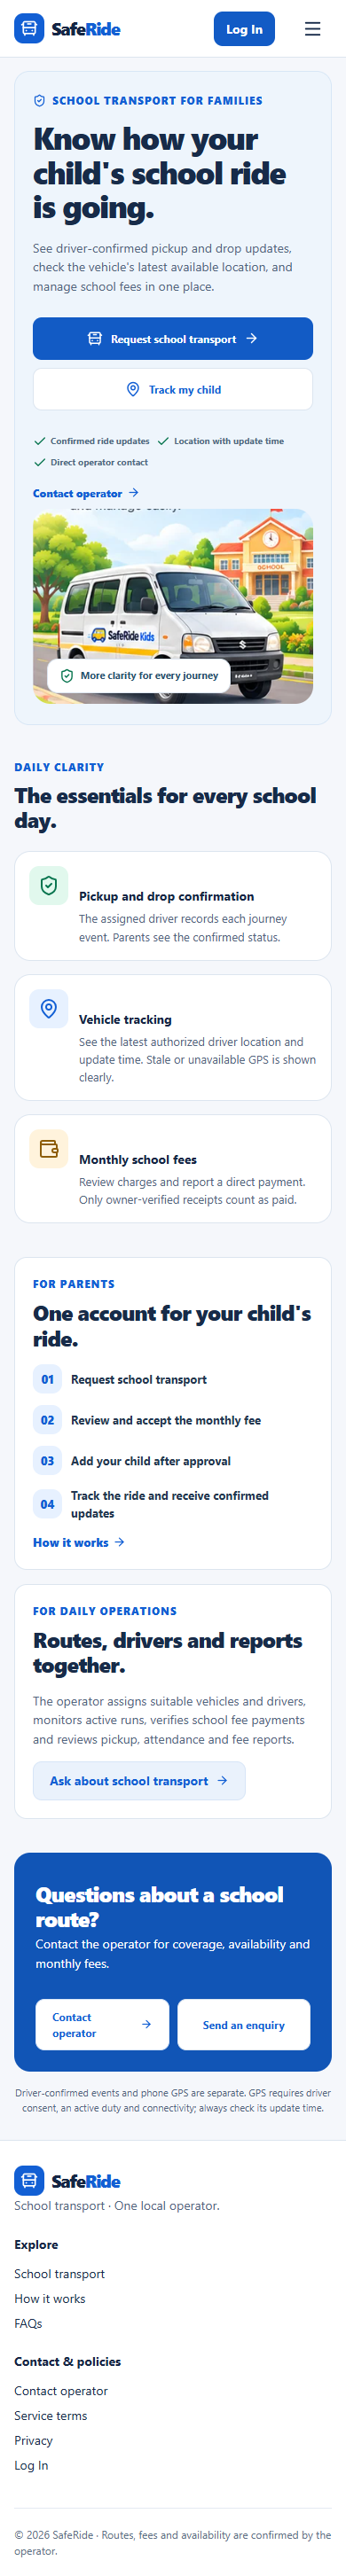 SafeRide
Log In
SCHOOL TRANSPORT FOR FAMILIES
Know how your
child's school ride
is going.
See driver-confirmed pickup and drop updates,
check the vehicle's latest available location, and
manage school fees in one place.
Request school transport
Track my child
Confirmed ride updates
Location with update time
Direct operator contact
Contact operator
and manage easily.
SCHOOL
SafeRide Kids
More clarity for every journey
DAILY CLARITY
The essentials for every school
day.
Pickup and drop confirmation
The assigned driver records each journey
event. Parents see the confirmed status.
Vehicle tracking
See the latest authorized driver location and
update time. Stale or unavailable GPS is shown
clearly.
Monthly school fees
Review charges and report a direct payment.
Only owner-verified receipts count as paid.
FOR PARENTS
One account for your child's
ride.
01 Request school transport
02 Review and accept the monthly fee
03 Add your child after approval
04 Track the ride and receive confirmed
updates
How it works
FOR DAILY OPERATIONS
Routes, drivers and reports
together.
The operator assigns suitable vehicles and drivers,
monitors active runs, verifies school fee payments
and reviews pickup, attendance and fee reports.
Ask about school transport
Questions about a school
route?
Contact the operator for coverage, availability and
monthly fees.
Contact
operator
Send an enquiry
Driver-confirmed events and phone GPS are separate. GPS requires driver
consent, an active duty and connectivity; always check its update time.
SafeRide
School transport · One local operator.
Explore
School transport
How it works
FAQs
Contact & policies
Contact operator
Service terms
Privacy
Log In
© 2026 SafeRide · Routes, fees and availability are confirmed by the
operator.